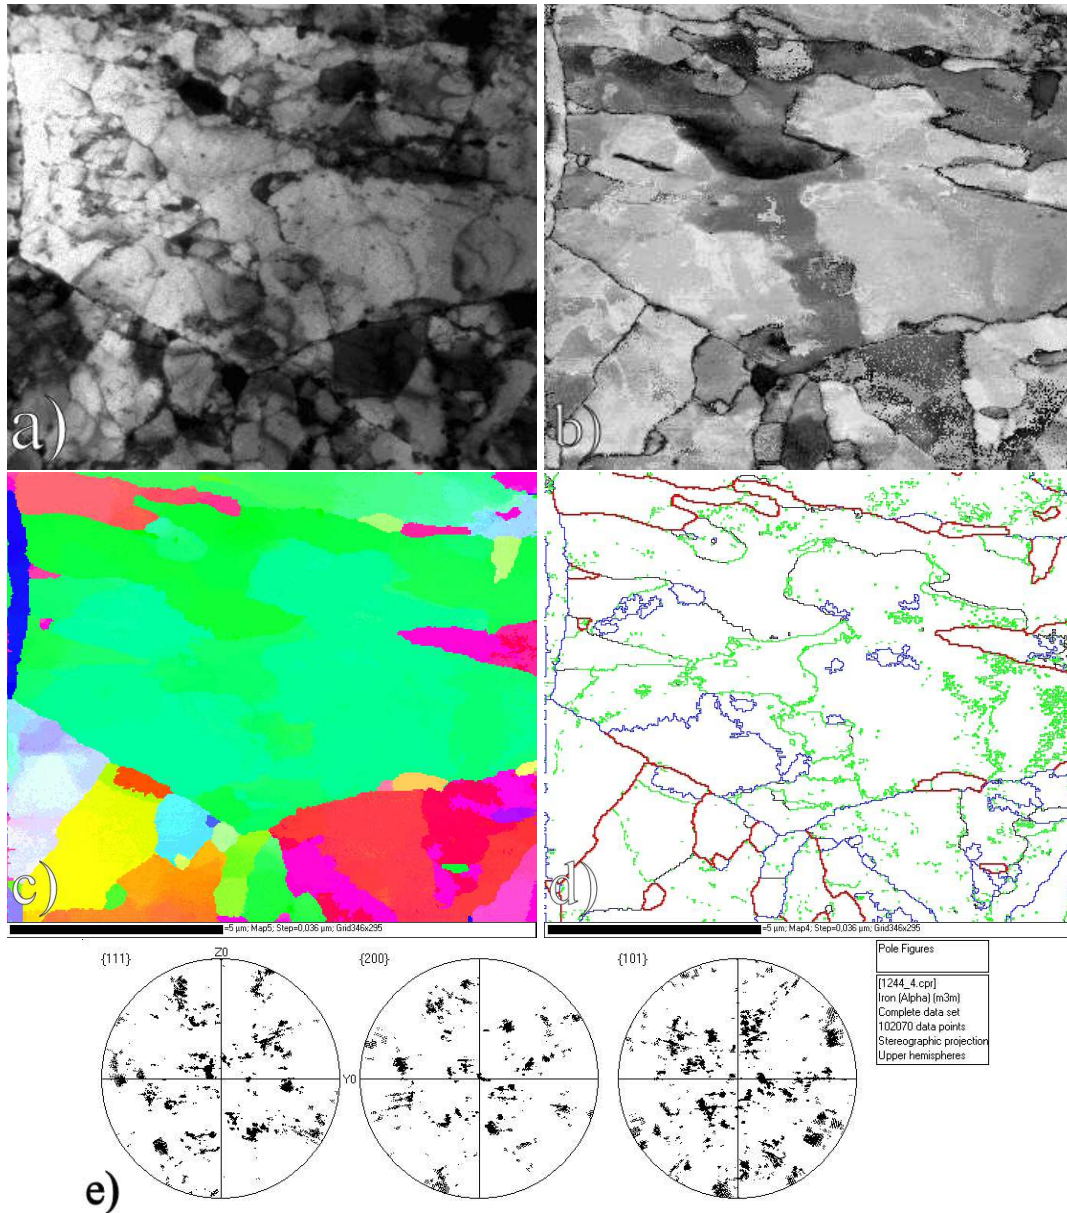 a)
b)
c)
=5 µm; Map5; Step=0,036 µm; Grid346x295
d)
=5 µm; Map4; Step=0,036 µm; Grid346x295
{111}
Z0
Y0
{200}
{101}
Pole Figures
[1244_4.cpr]
Iron (Alpha) (m3m)
Complete data set
102070 data points
Stereographic projection
Upper hemispheres
e)